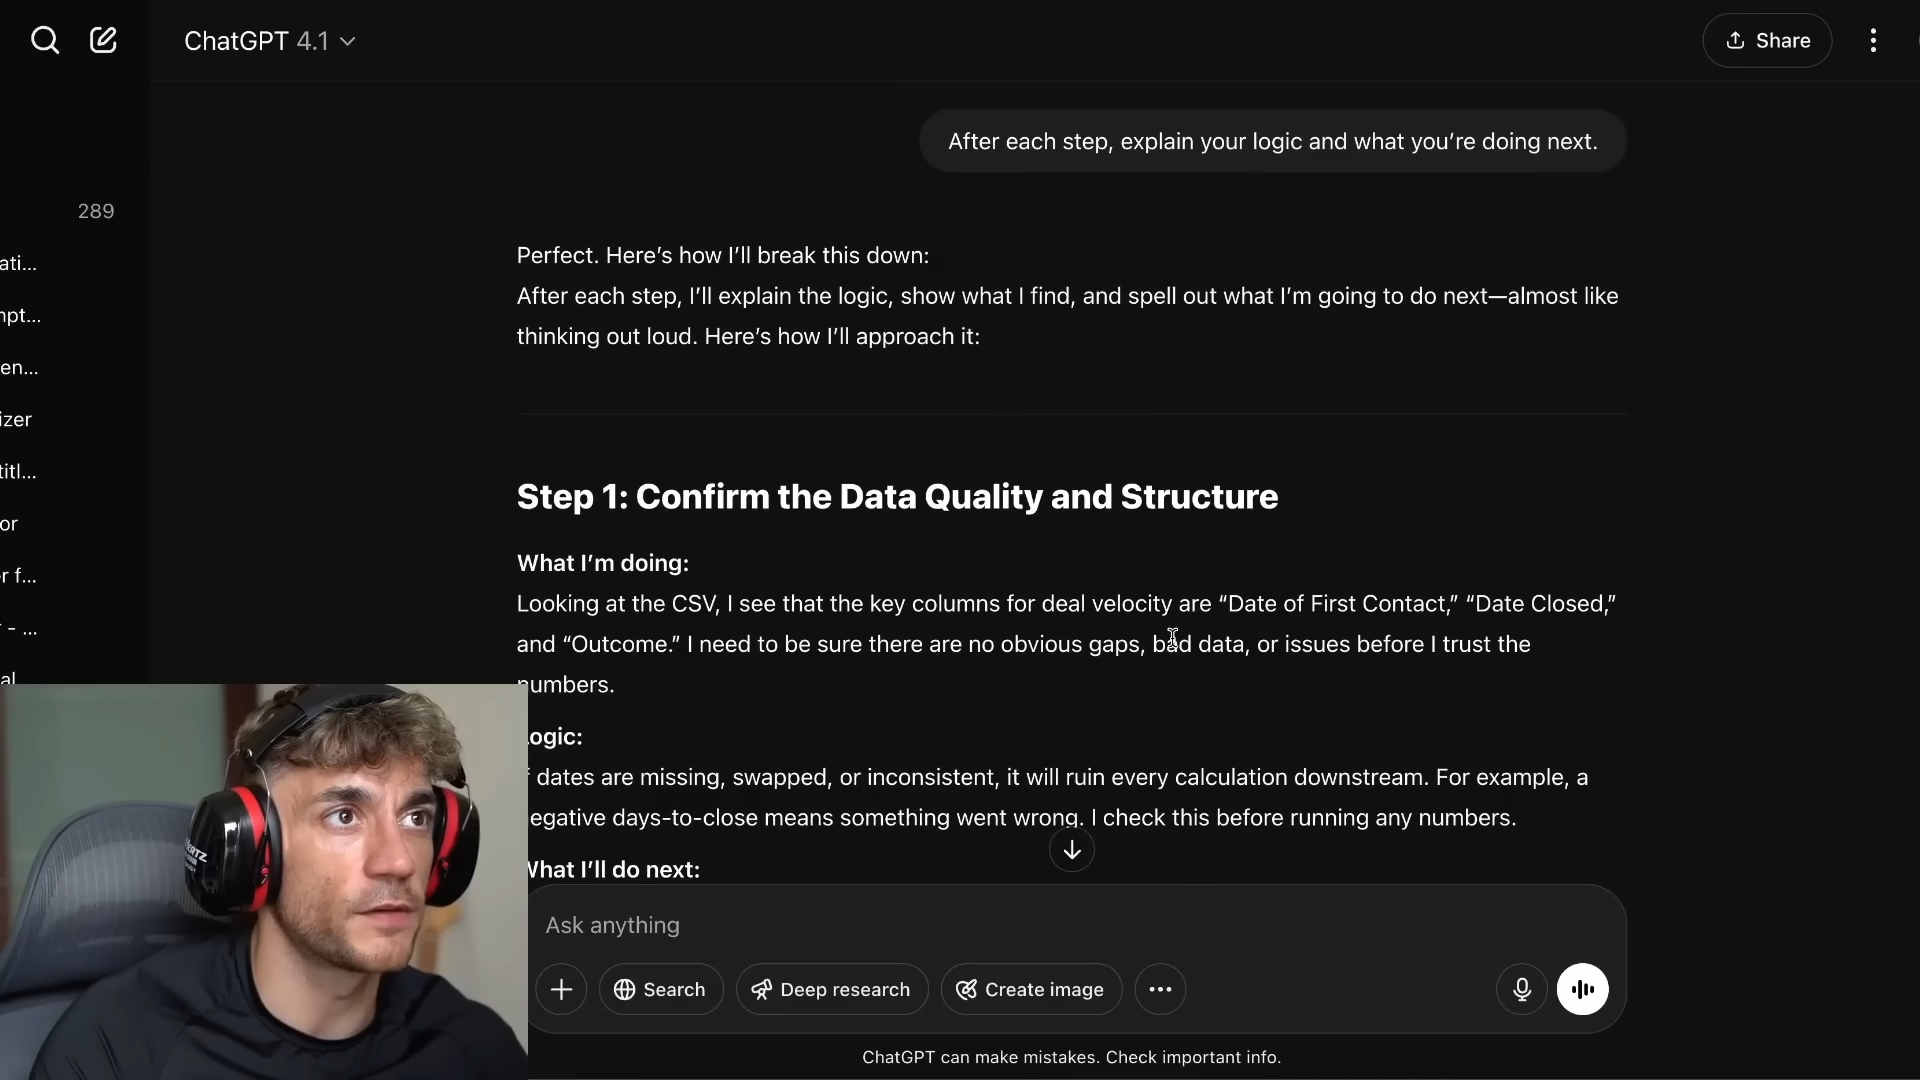 ChatGPT 4.1
Share
After each step, explain your logic and what you’re doing next.
289
ati...
npt...
en...
izer
titl...
or
r f...
- ...
al
Perfect. Here’s how I’ll break this down:
After each step, I’ll explain the logic, show what I find, and spell out what I’m going to do next—almost like
thinking out loud. Here’s how I’ll approach it:
Step 1: Confirm the Data Quality and Structure
What I’m doing:
Looking at the CSV, I see that the key columns for deal velocity are “Date of First Contact,” “Date Closed,”
and “Outcome.” I need to be sure there are no obvious gaps, bad data, or issues before I trust the
numbers.
ogic:
dates are missing, swapped, or inconsistent, it will ruin every calculation downstream. For example, a
egative days-to-close means something went wrong. I check this before running any numbers.
What I’ll do next:
Ask anything
Search
Deep research
Create image
ChatGPT can make mistakes. Check important info.